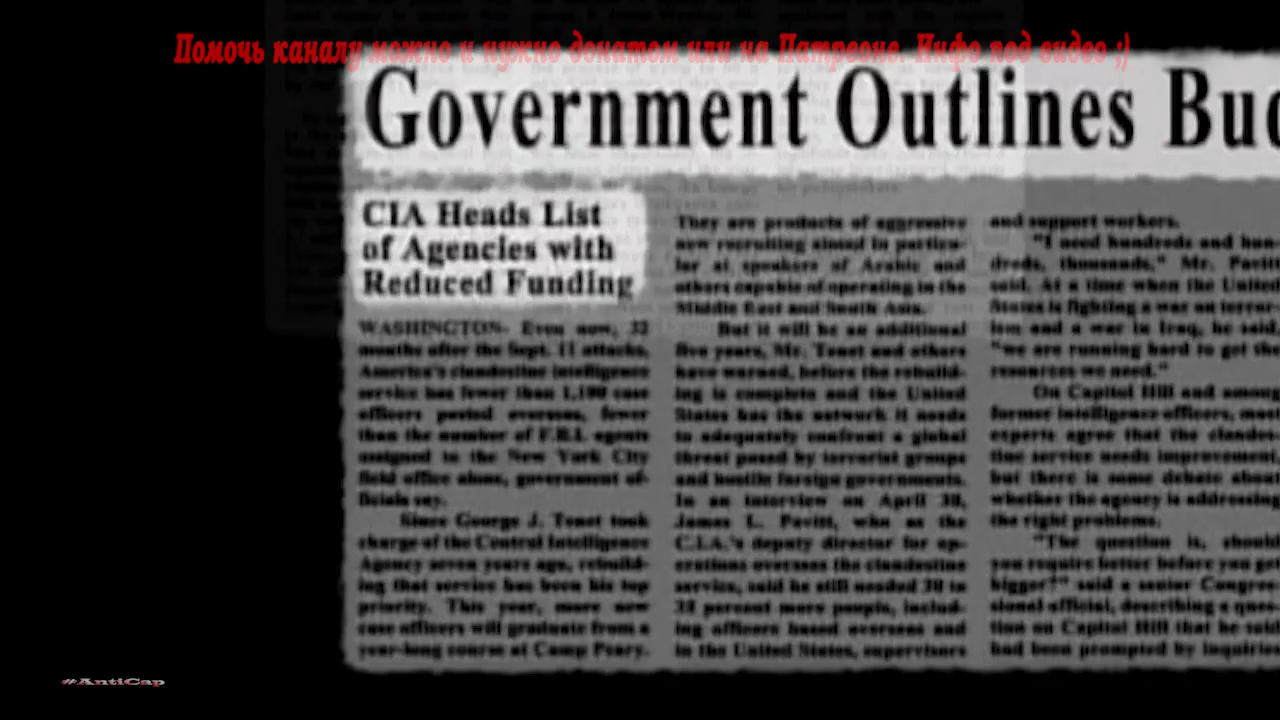 Помочь каналу можно и нужно донатом или на Патреоне. Инфо под видео ;)
Government Outlines Bud
CIA Heads List
of Agencies with
Reduced Funding
WASHINGTON- Even now, 32
months after the Sept. 11 attacks,
America's clandestine intelligence
service has fewer than 1,100 case
officers posted overseas, fewer
than the number of F.B.I. agents
assigned to the New York City
field office alone, government of-
ficials say.
Since George J. Tenet took
charge of the Central Intelligence
Agency seven years ago, rebuild-
ing that service has been his top
priority. This year, more new
case officers will graduate from a
year-long course at Camp Peary.
They are products of aggressive
new recruiting aimed in particu-
lar at speakers of Arabic and
others capable of operating in the
Middle East and South Asia.
But it will be an additional
five years, Mr. Tenet and others
have warned, before the rebuild-
ing is complete and the United
States has the network it needs
to adequately confront a global
threat posed by terrorist groups
and hostile foreign governments.
In an interview on April 30,
James L. Pavitt, who as the
C.I.A.'s deputy director for op-
erations oversees the clandestine
service, said he still needed 30 to
35 percent more people, includ-
ing officers based overseas and
in the United States, supervisors
and support workers.
"I need hundreds and hun-
dreds, thousands," Mr. Pavitt
said. At a time when the United
States is fighting a war on terror-
ism and a war in Iraq, he said,
"we are running hard to get the
resources we need."
On Capitol Hill and among
former intelligence officers, most
experts agree that the clandes-
tine service needs improvement,
but there is some debate about
whether the agency is addressing
the right problems.
"The question is, should
you require better before you get
bigger?" said a senior Congres-
sional official, describing a ques-
tion on Capitol Hill that he said
had been prompted by inquiries
#AntiCap